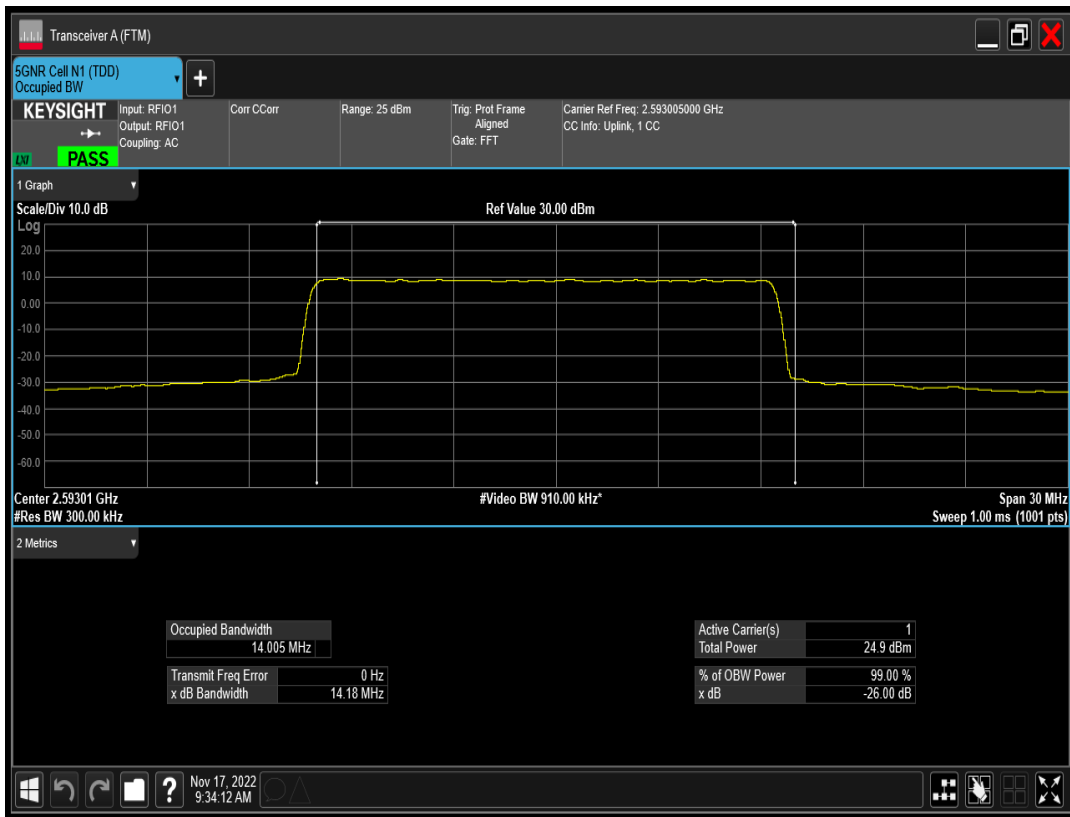 Transceiver A (FTM)
5GNR Cell N1 (TDD)
Occupied BW
+
KEYSIGHT
LXI
PASS
Input: RFIO1
Output: RFIO1
Coupling: AC
Corr CCorr
Range: 25 dBm
Trig: Prot Frame
Aligned
Gate: FFT
Carrier Ref Freq: 2.593005000 GHz
CC Info: Uplink, 1 CC
1 Graph
Scale/Div 10.0 dB
Ref Value 30.00 dBm
Log
20.0
10.0
0.00
-10.0
-20.0
-30.0
-40.0
-50.0
-60.0
Center 2.59301 GHz
#Video BW 910.00 kHz*
Span 30 MHz
#Res BW 300.00 kHz
Sweep 1.00 ms (1001 pts)
2 Metrics
Occupied Bandwidth
14.005 MHz
Transmit Freq Error 0 Hz
x dB Bandwidth 14.18 MHz
Active Carrier(s) 1
Total Power 24.9 dBm
% of OBW Power 99.00 %
x dB -26.00 dB
?
Nov 17, 2022
9:34:12 AM